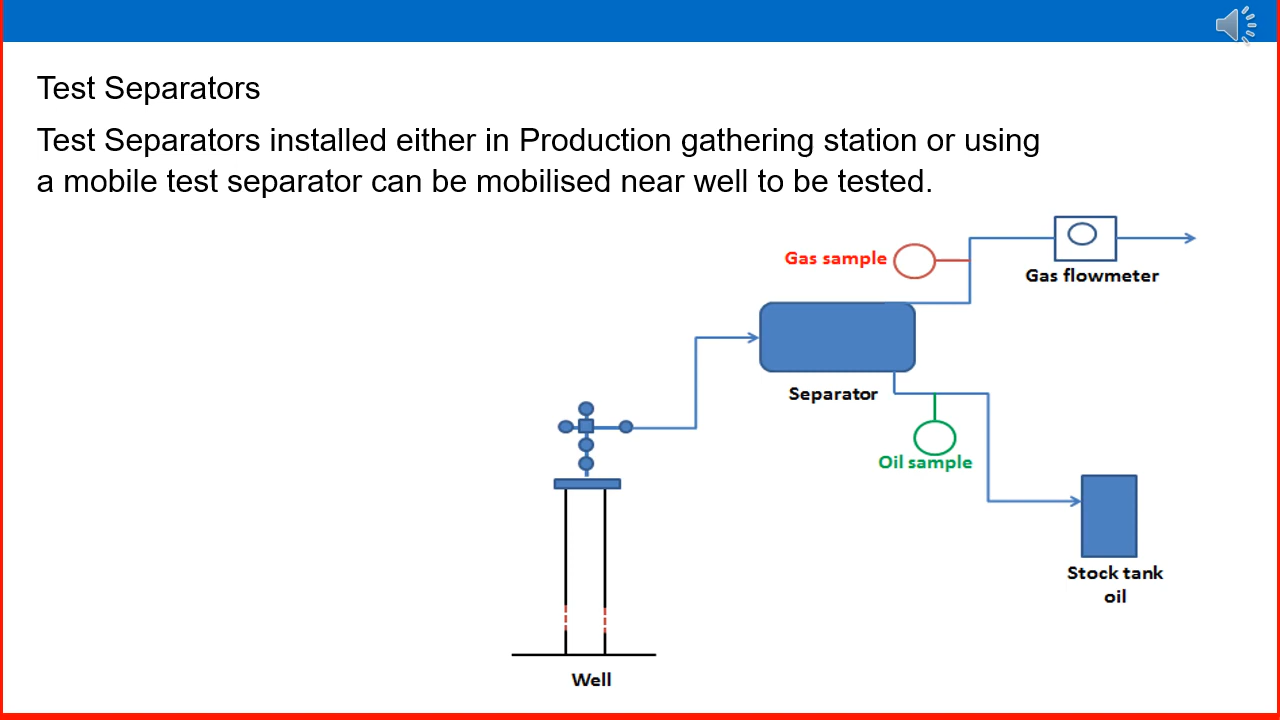 Test Separators
Test Separators installed either in Production gathering station or using
a mobile test separator can be mobilised near well to be tested.
Gas sample
Gas flowmeter
Separator
Oil sample
Stock tank
oil
Well